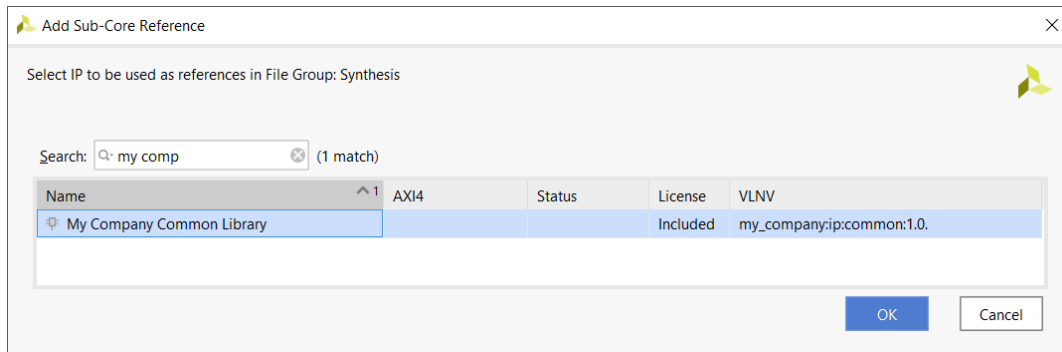 Add Sub-Core Reference
Select IP to be used as references in File Group: Synthesis
Search: my comp (1 match)
Name 1 AXI4 Status License VLNV
My Company Common Library Included my_company:ip:common:1.0.
OK Cancel